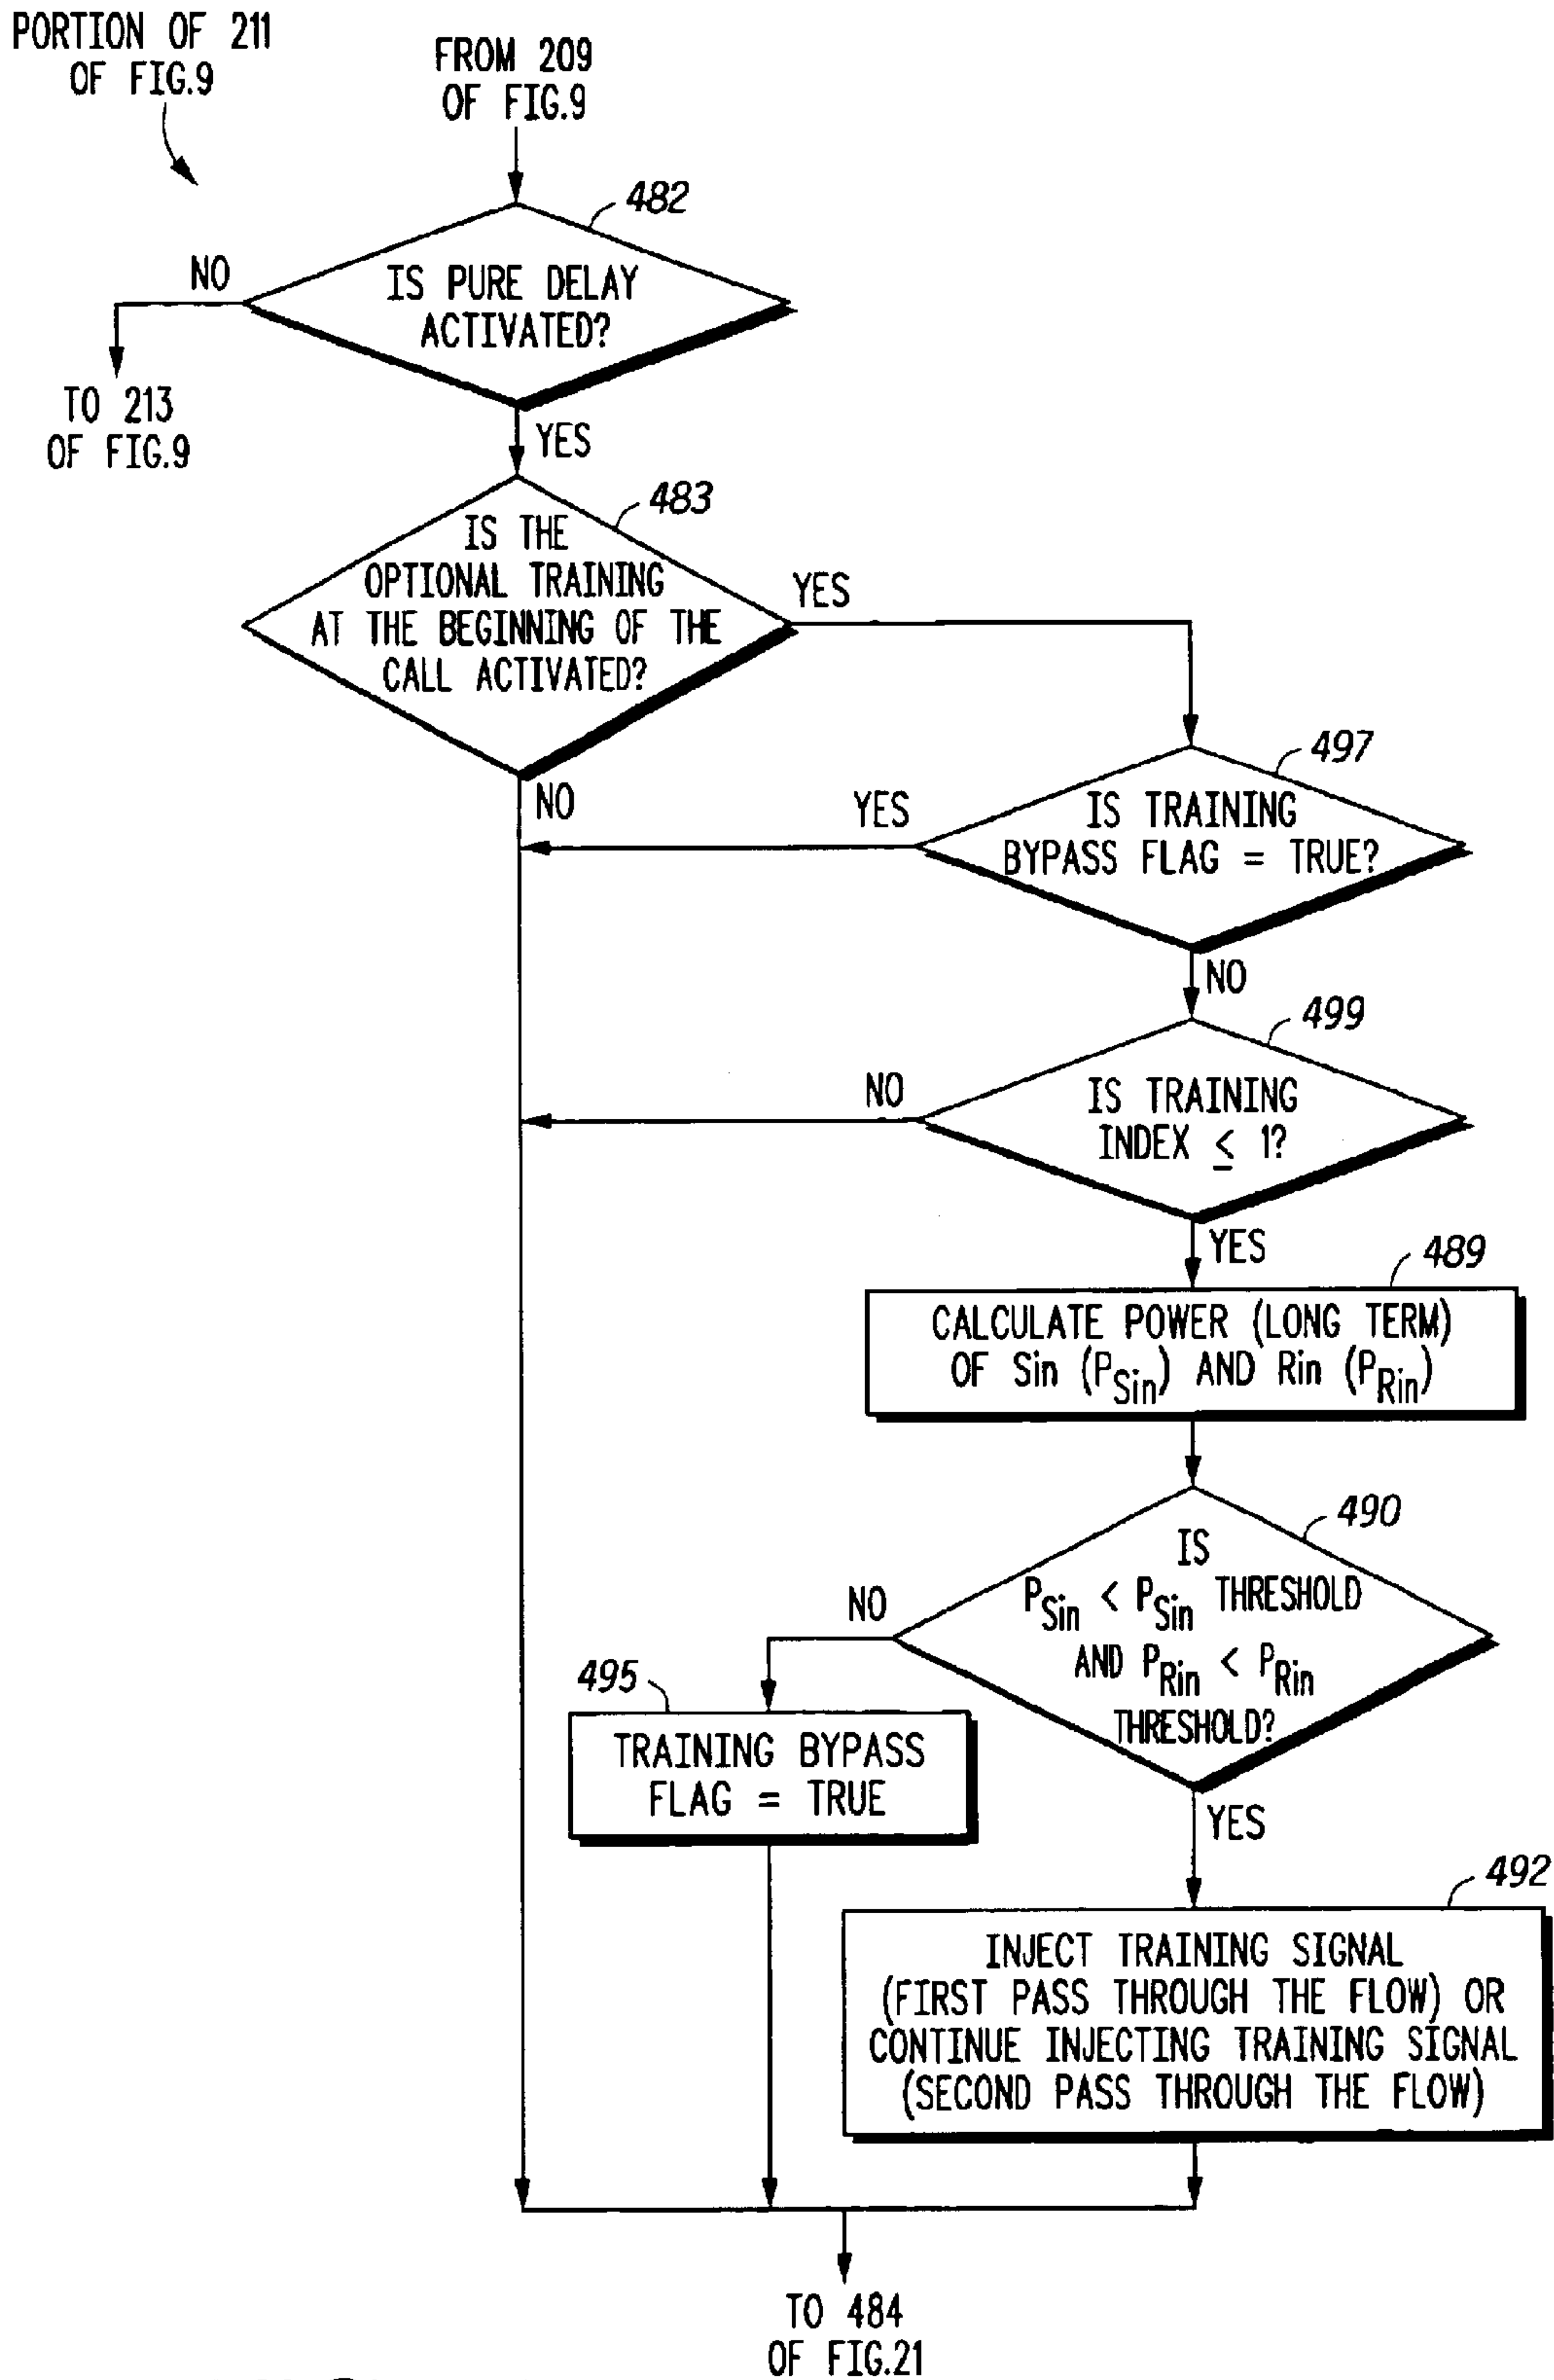 PORTION OF 211
OF FIG.9
FROM 209
OF FIG.9
482
NO
IS PURE DELAY
ACTIVATED?
TO 213
OF FIG.9
YES
483
IS THE
OPTIONAL TRAINING
AT THE BEGINNING OF THE
CALL ACTIVATED?
YES
NO
497
YES
IS TRAINING
BYPASS FLAG = TRUE?
NO
499
NO
IS TRAINING
INDEX ≤ 1?
YES
489
CALCULATE POWER (LONG TERM)
OF Sin (PSin) AND Rin (PRin)
490
IS
NO
PSin < PSin THRESHOLD
AND PRin < PRin
THRESHOLD?
495
TRAINING BYPASS
FLAG = TRUE
YES
492
INJECT TRAINING SIGNAL
(FIRST PASS THROUGH THE FLOW) OR
CONTINUE INJECTING TRAINING SIGNAL
(SECOND PASS THROUGH THE FLOW)
TO 484
OF FIG.21